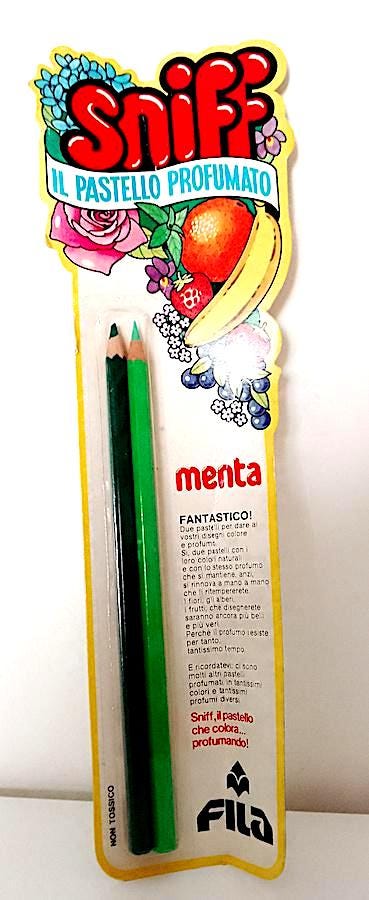 Sniff
IL PASTELLO PROFUMATO
menta
FANTASTICO!
Due pastelli per dare ai
vostri disegni colore
e profumo.
Sì, due pastelli con i
loro colori naturali
e con lo stesso profumo
che si mantiene, anzi,
si rinnova a mano a mano
che li ritempererete.
I fiori, gli alberi,
i frutti, che disegnerete
saranno ancora più belli
e più veri.
Perché il profumo resiste
per tanto,
tantissimo tempo.
E ricordatevi: ci sono
molti altri pastelli
profumati, in tantissimi
colori e tantissimi
profumi diversi.
Sniff, il pastello
che colora...
profumando!
FILA
NON TOSSICO